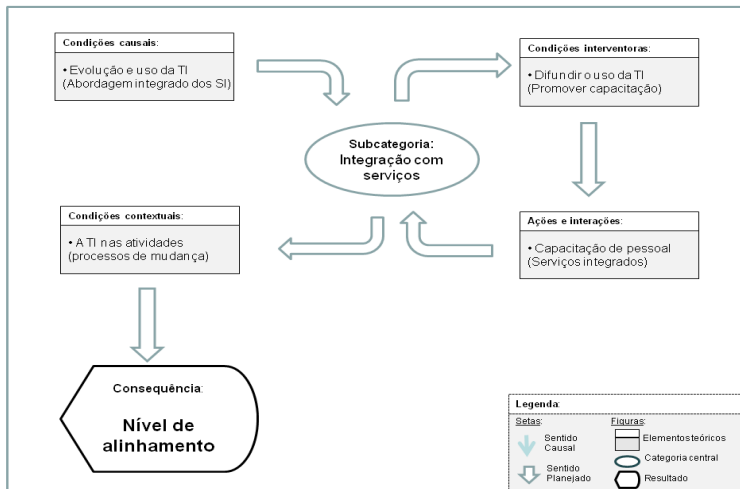 Condições causais:
• Evolução e uso da TI
(Abordagem integrado dos SI)
Condições interventoras:
• Difundir o uso da TI
(Promover capacitação)
Subcategoria:
Integração com
serviços
Condições contextuais:
• A TI nas atividades
(processos de mudança)
Ações e interações:
• Capacitação de pessoal
(Serviços integrados)
Consequência:
Nível de
alinhamento
Legenda:
Setas:
Sentido
Causal
Sentido
Planejado
Figuras:
Elementos teóricos
Categoria central
Resultado